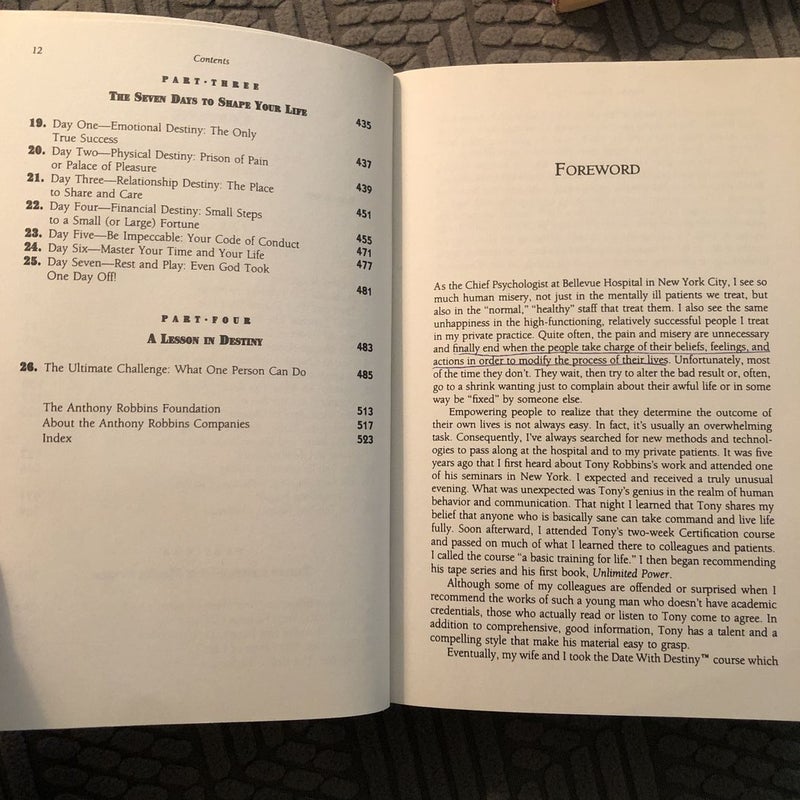 12
Contents
PART·THREE
THE SEVEN DAYS TO SHAPE YOUR LIFE 435
19. Day One—Emotional Destiny: The Only
True Success 437
20. Day Two—Physical Destiny: Prison of Pain
or Palace of Pleasure 439
21. Day Three—Relationship Destiny: The Place
to Share and Care 451
22. Day Four—Financial Destiny: Small Steps
to a Small (or Large) Fortune 455
23. Day Five—Be Impeccable: Your Code of Conduct 471
24. Day Six—Master Your Time and Your Life 477
25. Day Seven—Rest and Play: Even God Took
One Day Off! 481
PART·FOUR
A LESSON IN DESTINY 483
26. The Ultimate Challenge: What One Person Can Do 485
The Anthony Robbins Foundation 513
About the Anthony Robbins Companies 517
Index 523
FOREWORD
As the Chief Psychologist at Bellevue Hospital in New York City, I see so
much human misery, not just in the mentally ill patients we treat, but
also in the “normal,” “healthy” staff that treat them. I also see the same
unhappiness in the high-functioning, relatively successful people I treat
in my private practice. Quite often, the pain and misery are unnecessary
and finally end when the people take charge of their beliefs, feelings, and
actions in order to modify the process of their lives. Unfortunately, most
of the time they don’t. They wait, then try to alter the bad result or, often,
go to a shrink wanting just to complain about their awful life or in some
way be “fixed” by someone else.
Empowering people to realize that they determine the outcome of
their own lives is not always easy. In fact, it’s usually an overwhelming
task. Consequently, I’ve always searched for new methods and technol-
ogies to pass along at the hospital and to my private patients. It was five
years ago that I first heard about Tony Robbins’s work and attended one
of his seminars in New York. I expected and received a truly unusual
evening. What was unexpected was Tony’s genius in the realm of human
behavior and communication. That night I learned that Tony shares my
belief that anyone who is basically sane can take command and live life
fully. Soon afterward, I attended Tony’s two-week Certification course
and passed on much of what I learned there to colleagues and patients.
I called the course “a basic training for life.” I then began recommending
his tape series and his first book, Unlimited Power.
Although some of my colleagues are offended or surprised when I
recommend the works of such a young man who doesn’t have academic
credentials, those who actually read or listen to Tony come to agree. In
addition to comprehensive, good information, Tony has a talent and a
compelling style that make his material easy to grasp.
Eventually, my wife and I took the Date With Destiny™ course which